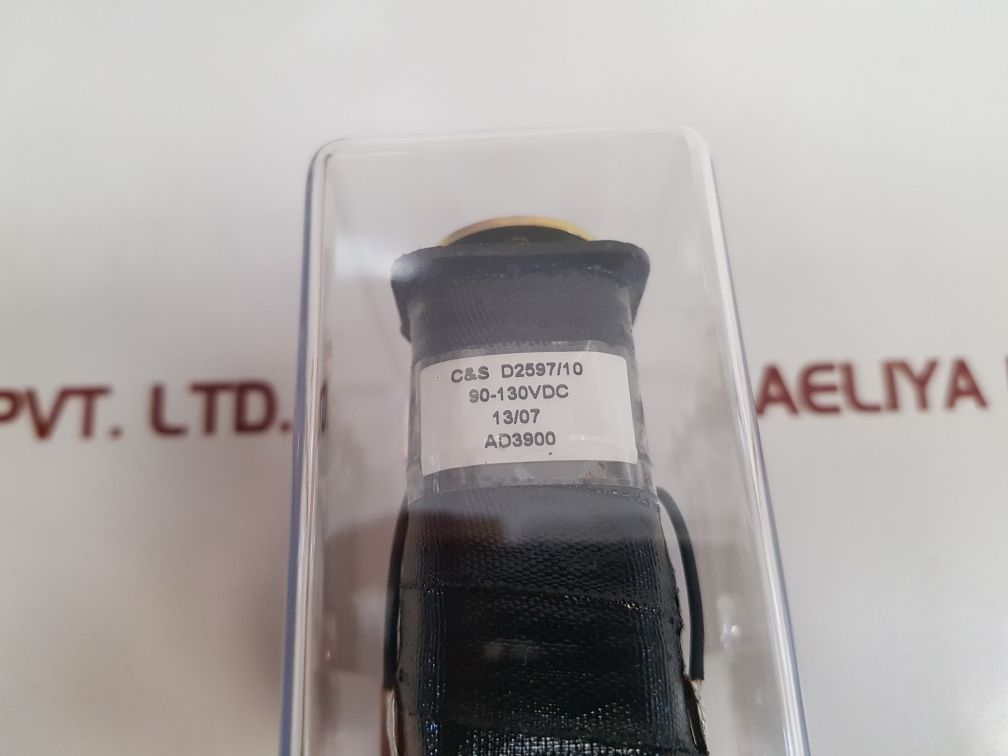 C&S D2597/10
90-130VDC
13/07
AD3900
PVT. LTD.
AELIYA